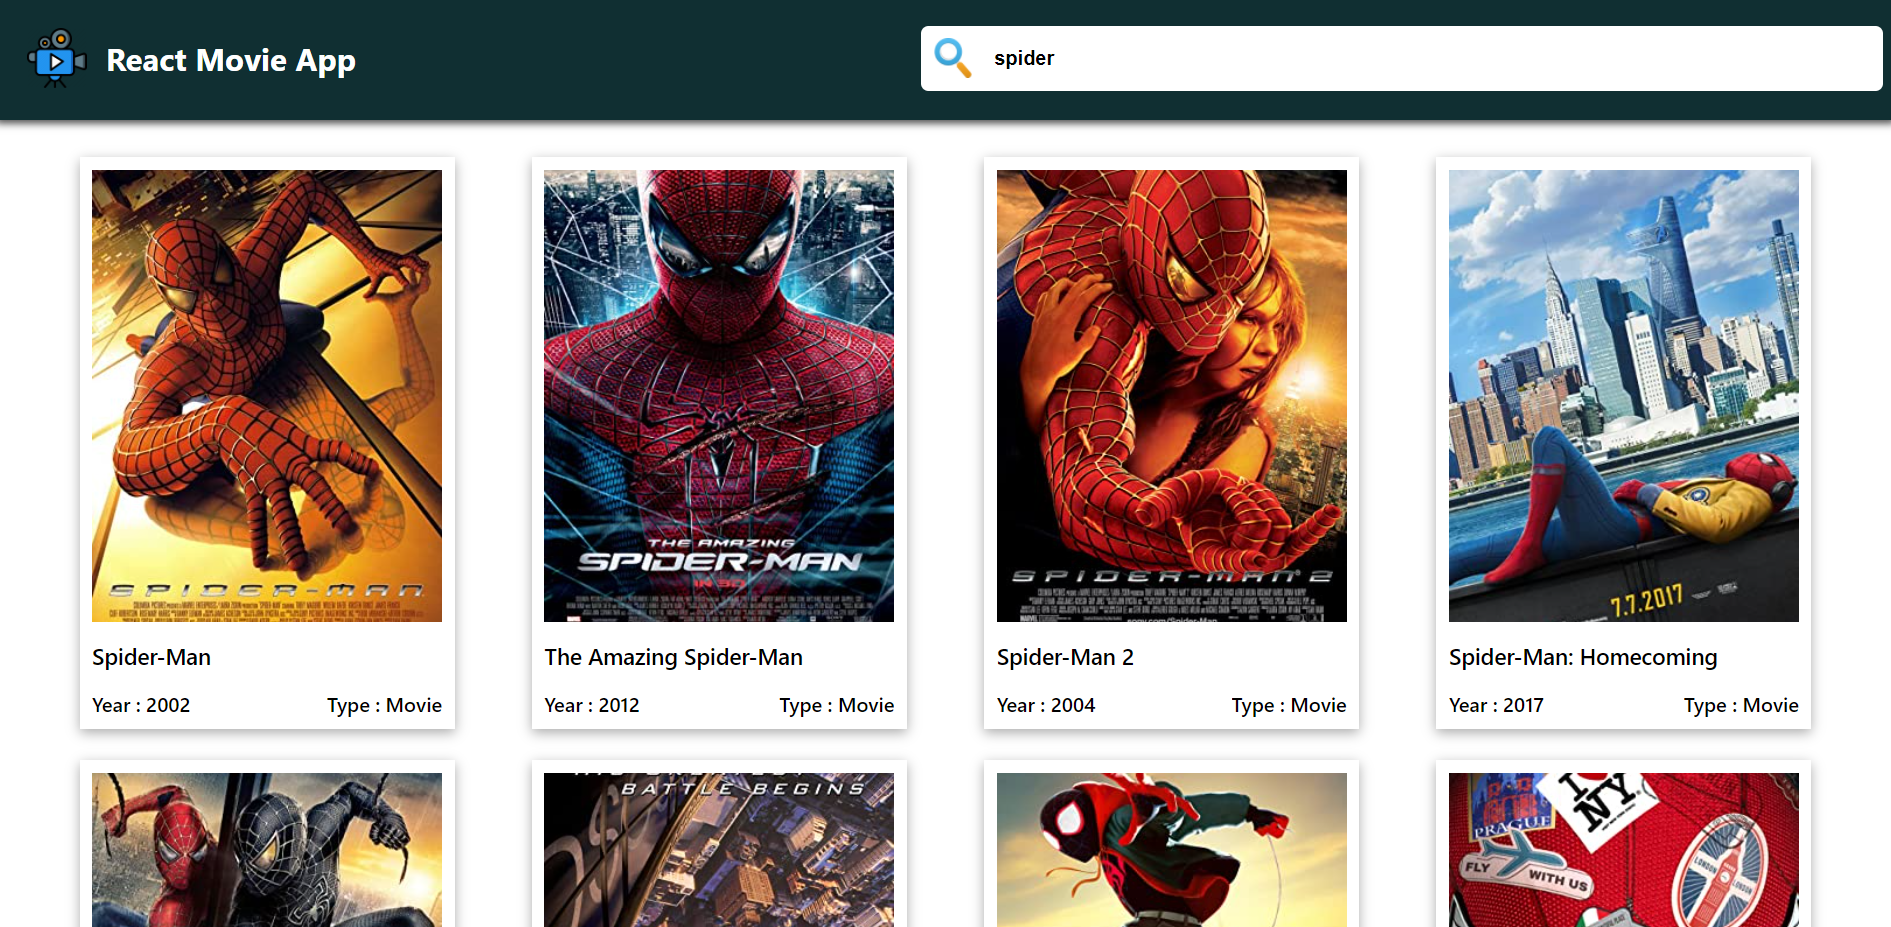 React Movie App
spider
SPIDER-MAN
THE AMAZING
SPIDER-MAN
IN 3D
SPIDER-MAN 2
sony.com/Spider-Man
7.7.2017
Spider-Man
Year : 2002
Type : Movie
The Amazing Spider-Man
Year : 2012
Type : Movie
Spider-Man 2
Year : 2004
Type : Movie
Spider-Man: Homecoming
Year : 2017
Type : Movie
BATTLE BEGINS
PRAGUE
I
NY
FLY
WITH US
LONDON
LONDON